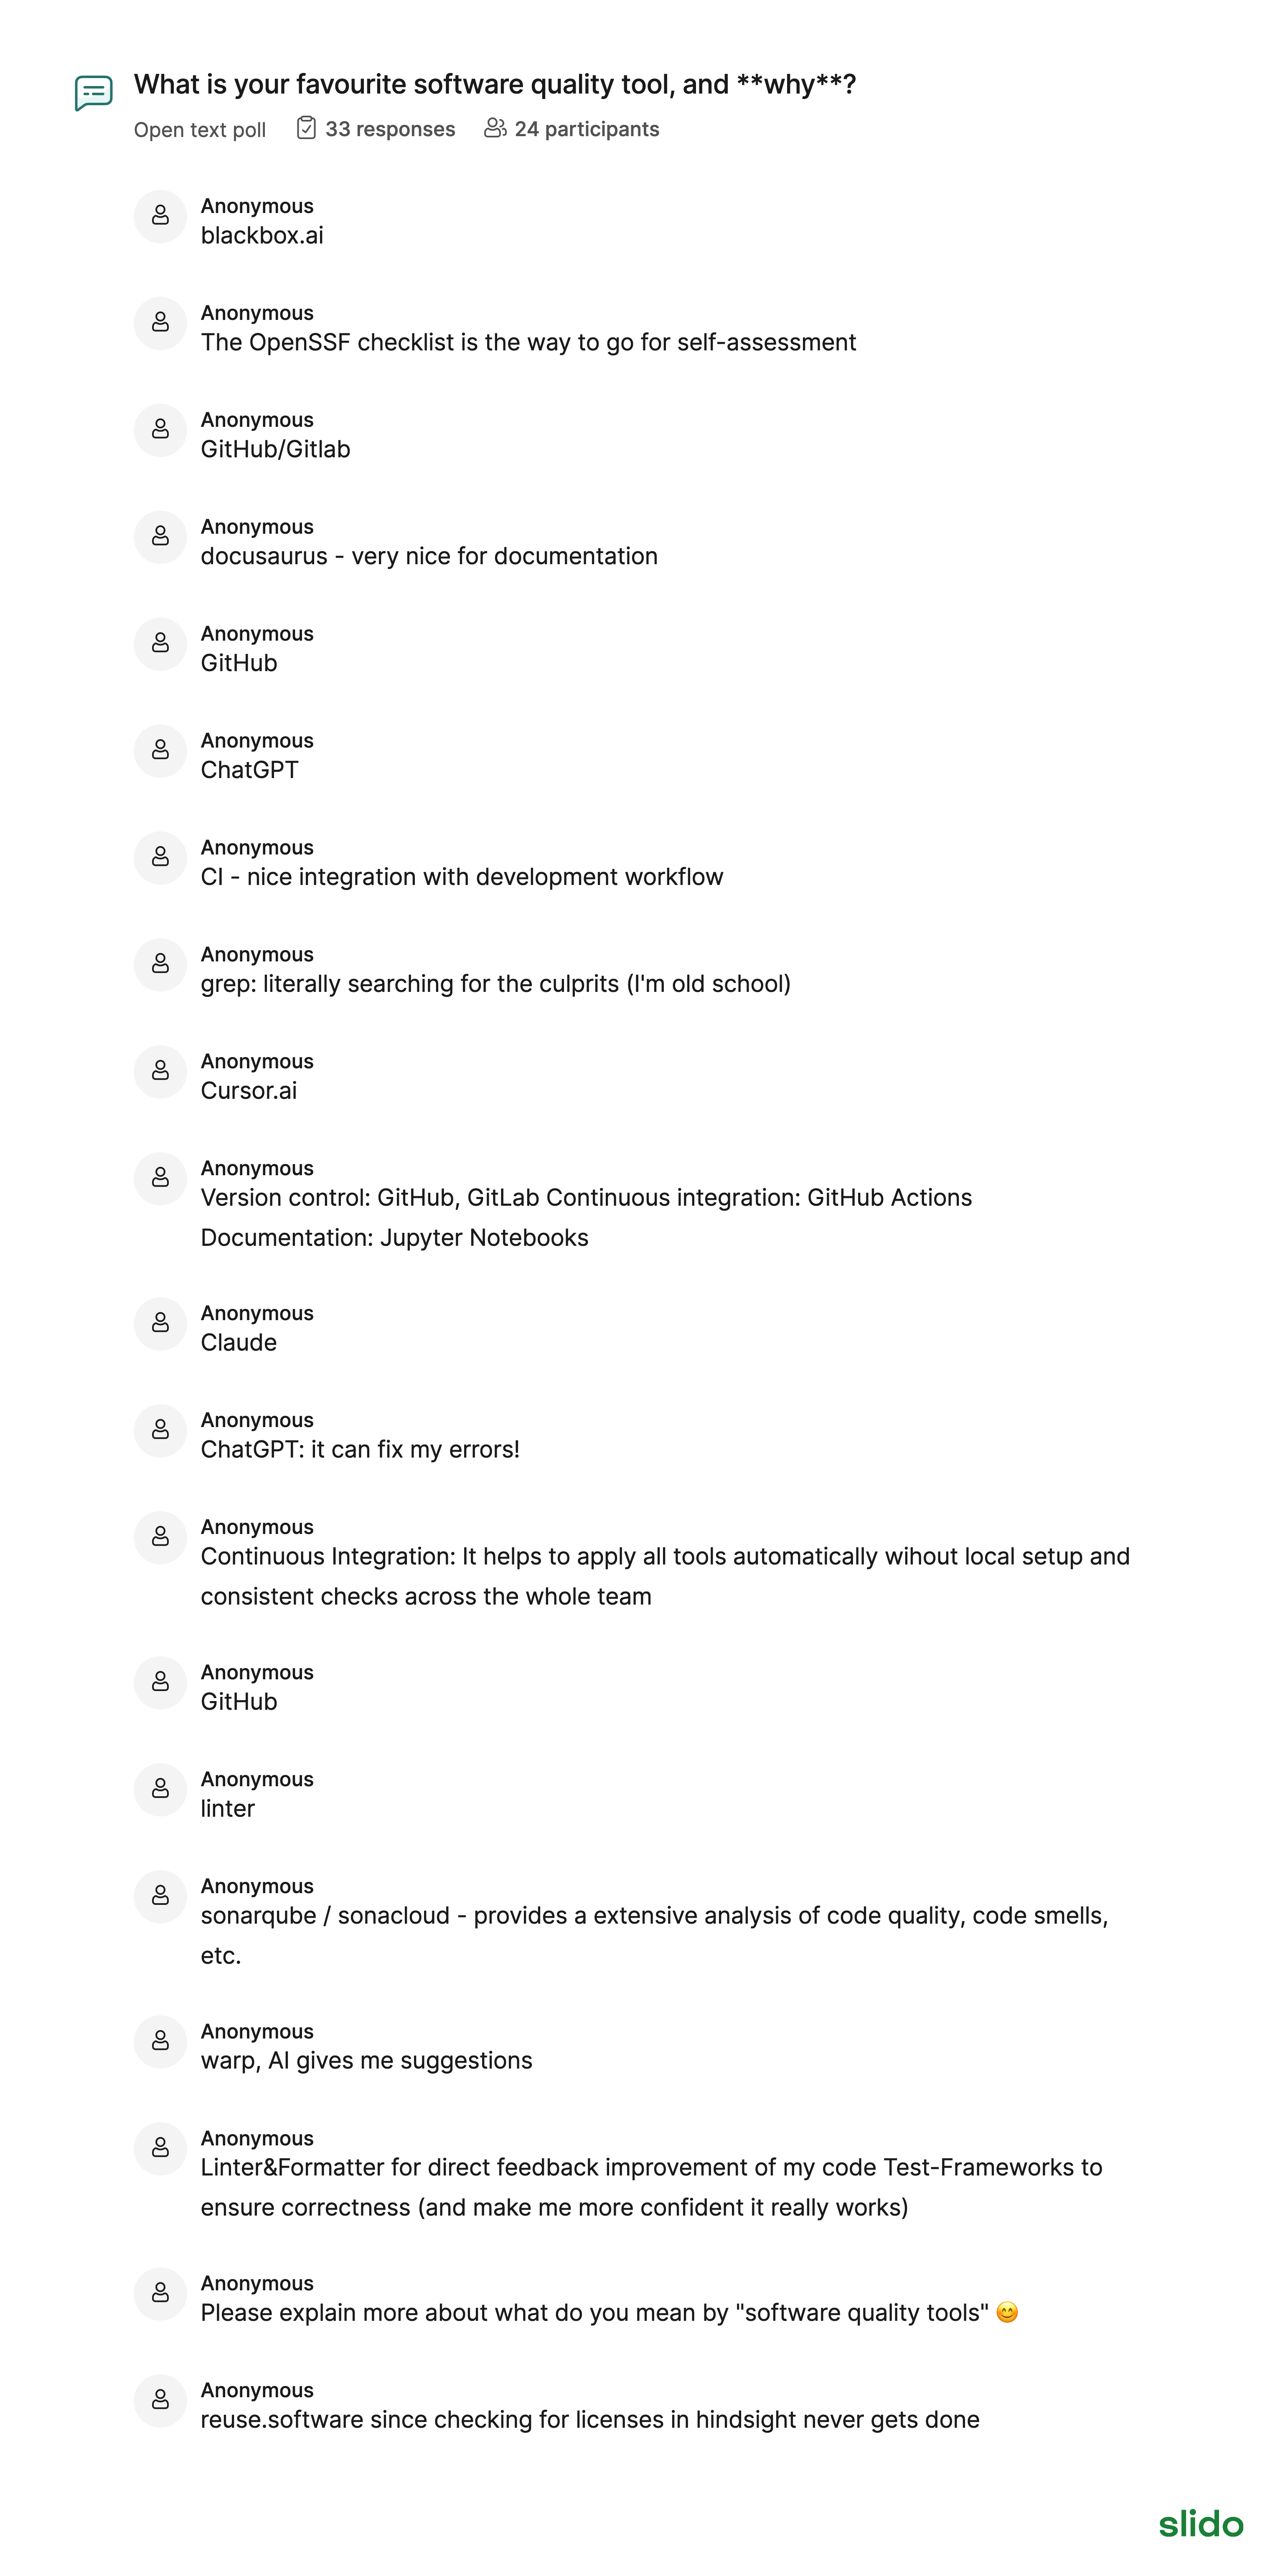 What is your favourite software quality tool, and **why**?
Open text poll 33 responses 24 participants
Anonymous
blackbox.ai
Anonymous
The OpenSSF checklist is the way to go for self-assessment
Anonymous
GitHub/Gitlab
Anonymous
docusaurus - very nice for documentation
Anonymous
GitHub
Anonymous
ChatGPT
Anonymous
CI - nice integration with development workflow
Anonymous
grep: literally searching for the culprits (I'm old school)
Anonymous
Cursor.ai
Anonymous
Version control: GitHub, GitLab Continuous integration: GitHub Actions
Documentation: Jupyter Notebooks
Anonymous
Claude
Anonymous
ChatGPT: it can fix my errors!
Anonymous
Continuous Integration: It helps to apply all tools automatically wihout local setup and
consistent checks across the whole team
Anonymous
GitHub
Anonymous
linter
Anonymous
sonarqube / sonacloud - provides a extensive analysis of code quality, code smells,
etc.
Anonymous
warp, AI gives me suggestions
Anonymous
Linter&Formatter for direct feedback improvement of my code Test-Frameworks to
ensure correctness (and make me more confident it really works)
Anonymous
Please explain more about what do you mean by "software quality tools" 😊
Anonymous
reuse.software since checking for licenses in hindsight never gets done
slido